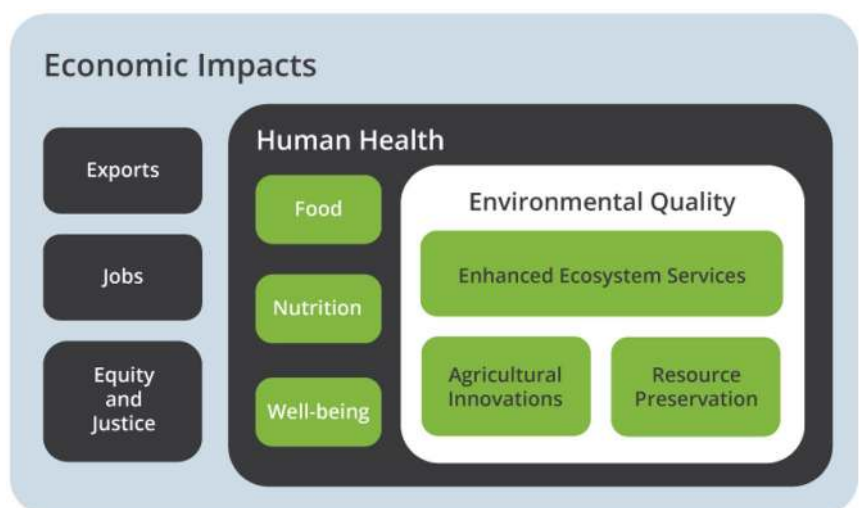 Economic Impacts
Exports
Jobs
Equity
and
Justice
Human Health
Food
Nutrition
Well-being
Environmental Quality
Enhanced Ecosystem Services
Agricultural
Innovations
Resource
Preservation